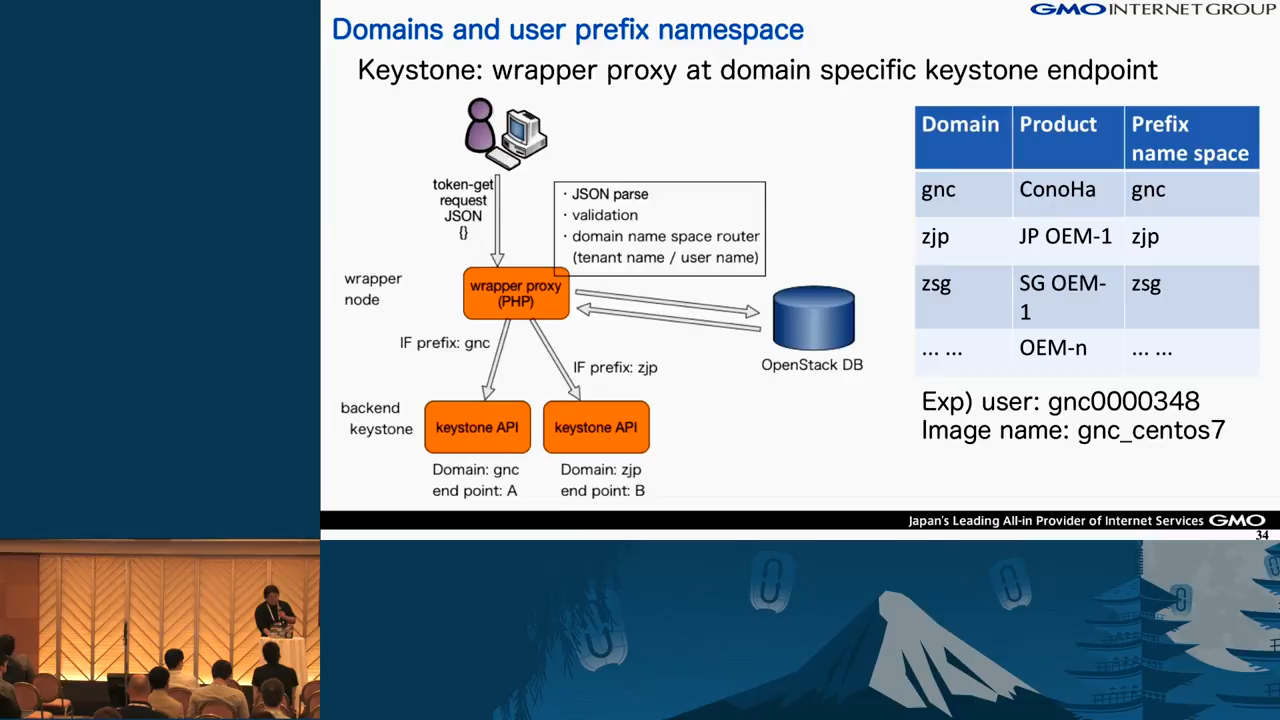 GMO INTERNET GROUP
Domains and user prefix namespace
Keystone: wrapper proxy at domain specific keystone endpoint
token-get
request
JSON
{}
・JSON parse
・validation
・domain name space router
(tenant name / user name)
wrapper
node
wrapper proxy
(PHP)
OpenStack DB
IF prefix: gnc
IF prefix: zjp
backend
keystone
keystone API
keystone API
Domain: gnc
end point: A
Domain: zjp
end point: B
Domain Product Prefix
name space
gnc ConoHa gnc
zjp JP OEM-1 zjp
zsg SG OEM- zsg
1
... ... OEM-n ... ...
Exp) user: gnc0000348
Image name: gnc_centos7
Japan's Leading All-in Provider of Internet Services GMO
34